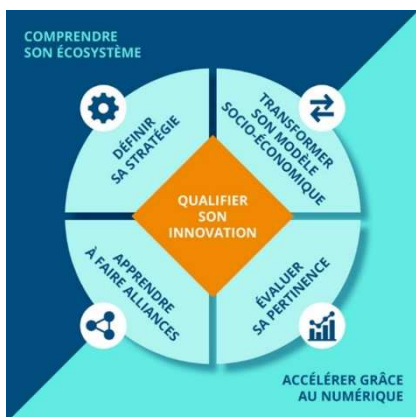 COMPRENDRE
SON ÉCOSYSTÈME
DÉFINIR
SA STRATÉGIE
TRANSFORMER
SON MODÈLE
SOCIO-ÉCONOMIQUE
QUALIFIER
SON
INNOVATION
APPRENDRE
À FAIRE ALLIANCES
ÉVALUER
SA PERTINENCE
ACCÉLÉRER GRÂCE
AU NUMÉRIQUE